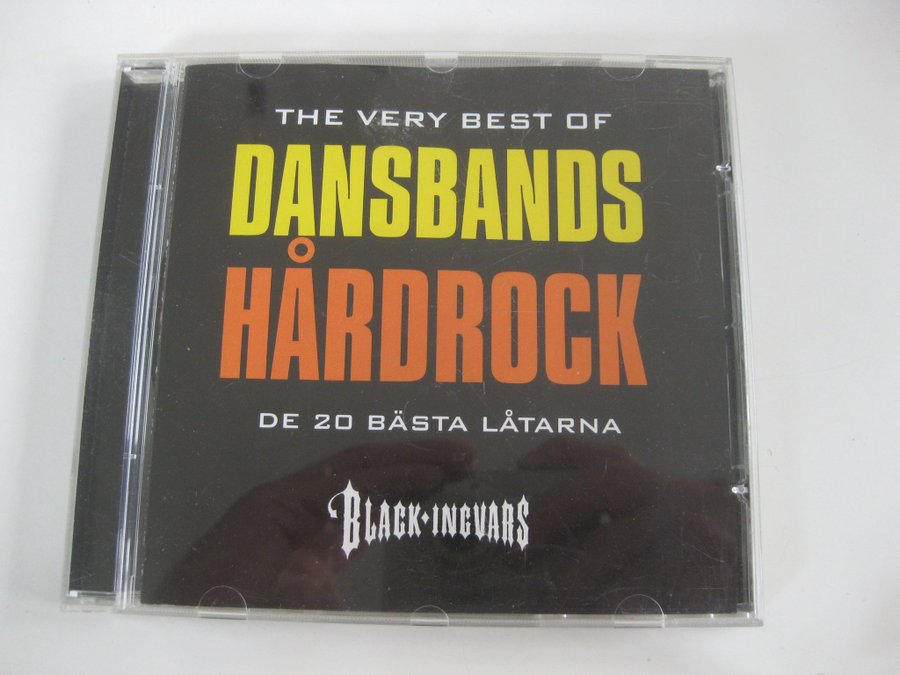 THE VERY BEST OF
DANSBANDS
HÅRDROCK
DE 20 BÄSTA LÅTARNA
BLACK-INGVARS